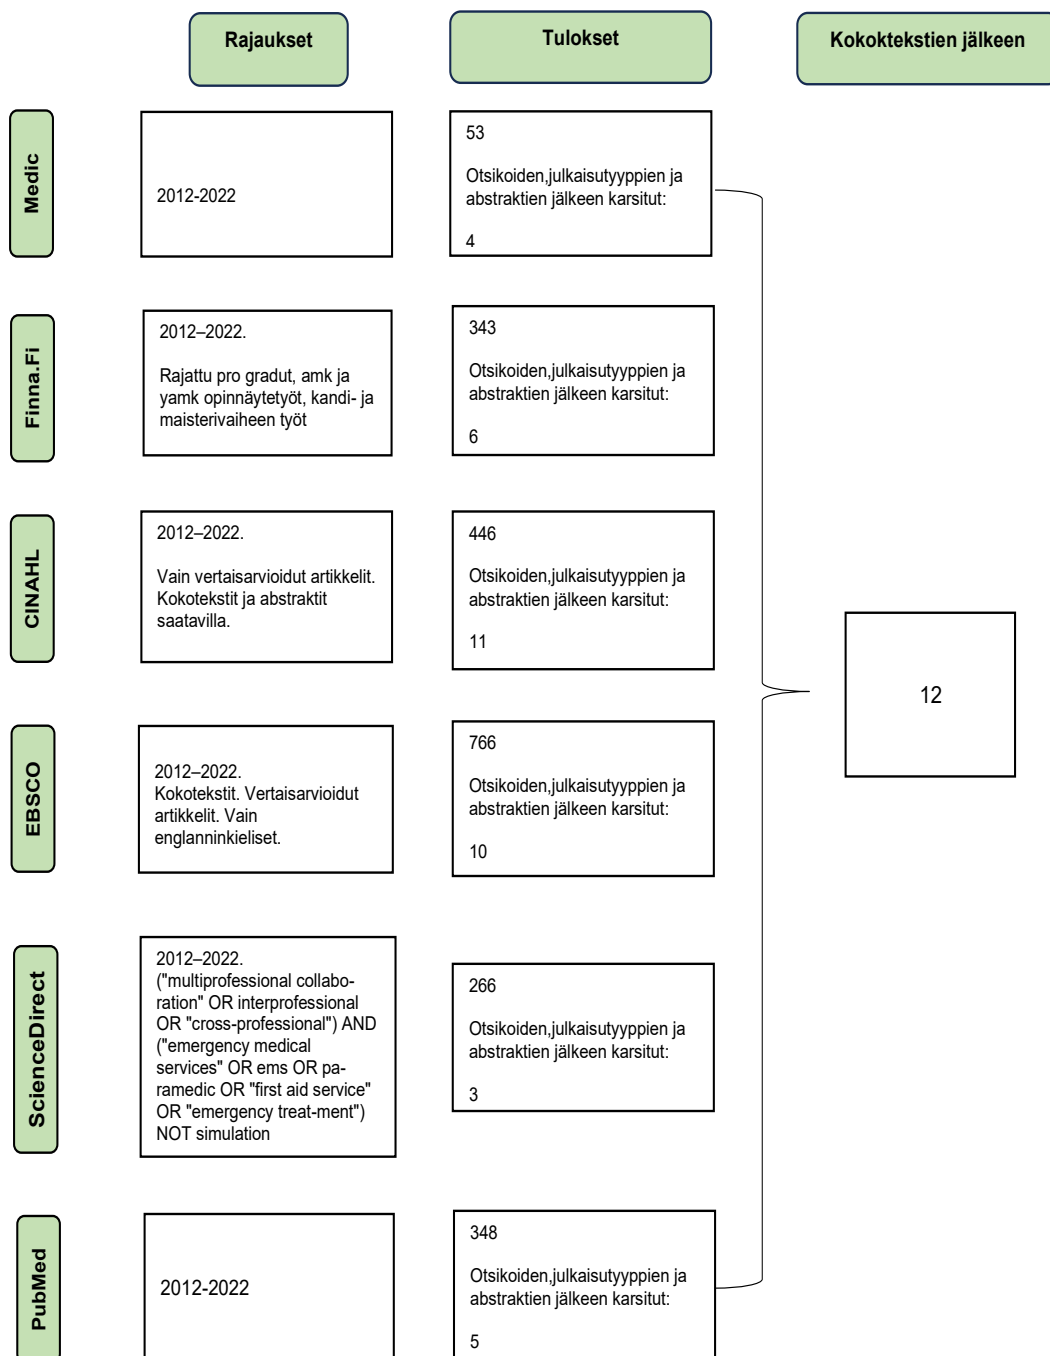 Rajaukset
Tulokset
Kokoktekstien jälkeen
Medic
2012-2022
53
Otsikoiden,julkaisutyyppien ja
abstraktien jälkeen karsitut:
4
Finna.Fi
2012–2022.
Rajattu pro gradut, amk ja
yamk opinnäytetyöt, kandi- ja
maisterivaiheen työt
343
Otsikoiden,julkaisutyyppien ja
abstraktien jälkeen karsitut:
6
CINAHL
2012–2022.
Vain vertaisarvioidut artikkelit.
Kokotekstit ja abstraktit
saatavilla.
446
Otsikoiden,julkaisutyyppien ja
abstraktien jälkeen karsitut:
11
12
EBSCO
2012–2022.
Kokotekstit. Vertaisarvioidut
artikkelit. Vain
englanninkieliset.
766
Otsikoiden,julkaisutyyppien ja
abstraktien jälkeen karsitut:
10
ScienceDirect
2012–2022.
("multiprofessional collabo-
ration" OR interprofessional
OR "cross-professional") AND
("emergency medical
services" OR ems OR pa-
ramedic OR "first aid service"
OR "emergency treat-ment")
NOT simulation
266
Otsikoiden,julkaisutyyppien ja
abstraktien jälkeen karsitut:
3
PubMed
2012-2022
348
Otsikoiden,julkaisutyyppien ja
abstraktien jälkeen karsitut:
5